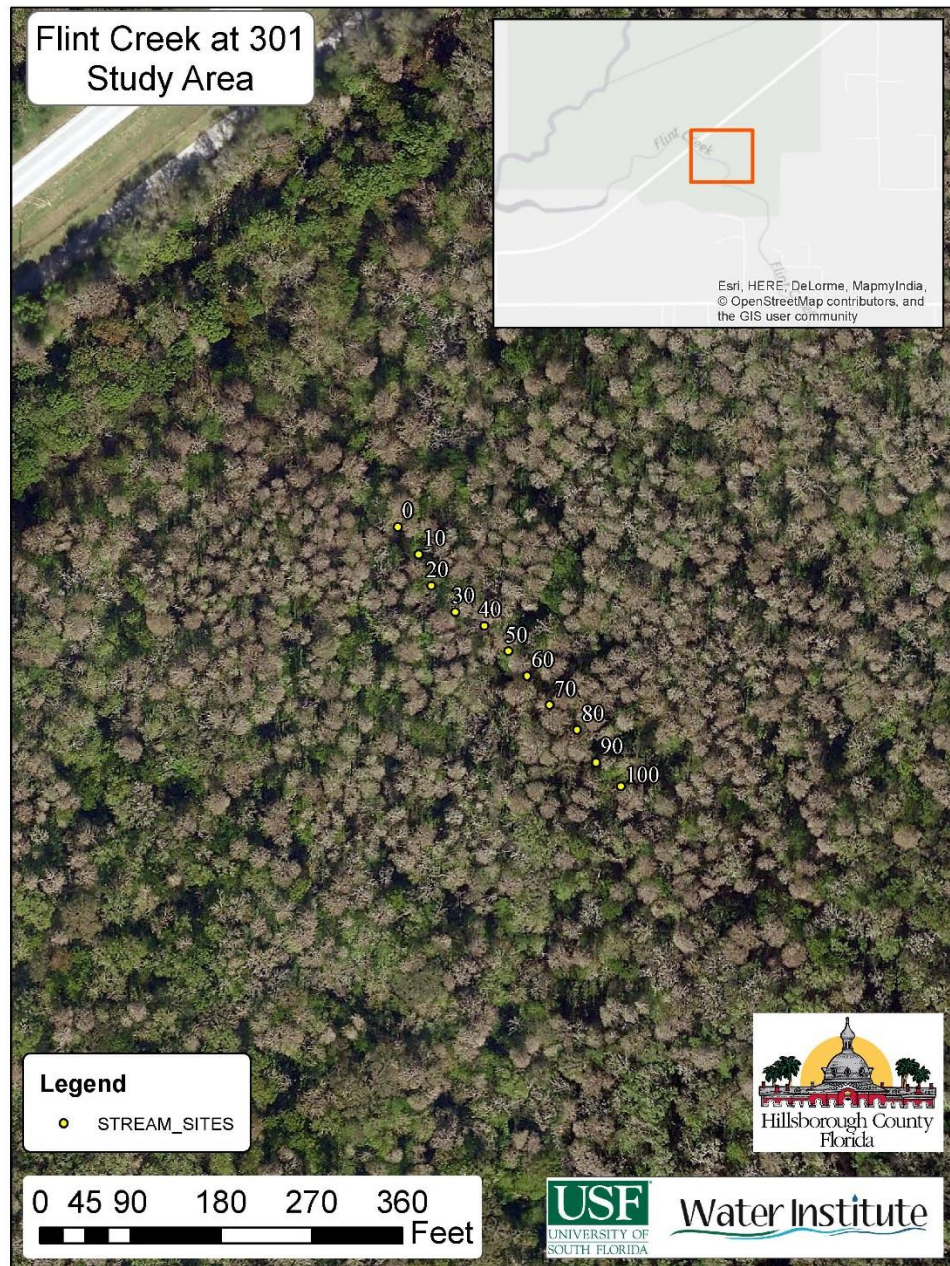 Flint Creek at 301
Study Area
Flint Creek
Esri, HERE, DeLorme, MapmyIndia,
© OpenStreetMap contributors, and
the GIS user community
0
10
20
30
40
50
60
70
80
90
100
Legend
STREAM_SITES
Hillsborough County
Florida
0 45 90 180 270 360
Feet
USF
UNIVERSITY OF
SOUTH FLORIDA
Water Institute